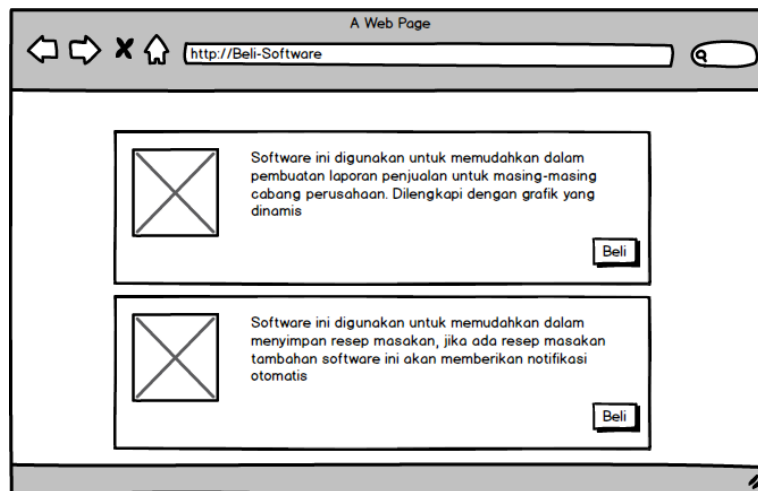 A Web Page
http://Beli-Software
Software ini digunakan untuk memudahkan dalam
pembuatan laporan penjualan untuk masing-masing
cabang perusahaan. Dilengkapi dengan grafik yang
dinamis
Beli
Software ini digunakan untuk memudahkan dalam
menyimpan resep masakan, jika ada resep masakan
tambahan software ini akan memberikan notifikasi
otomatis
Beli